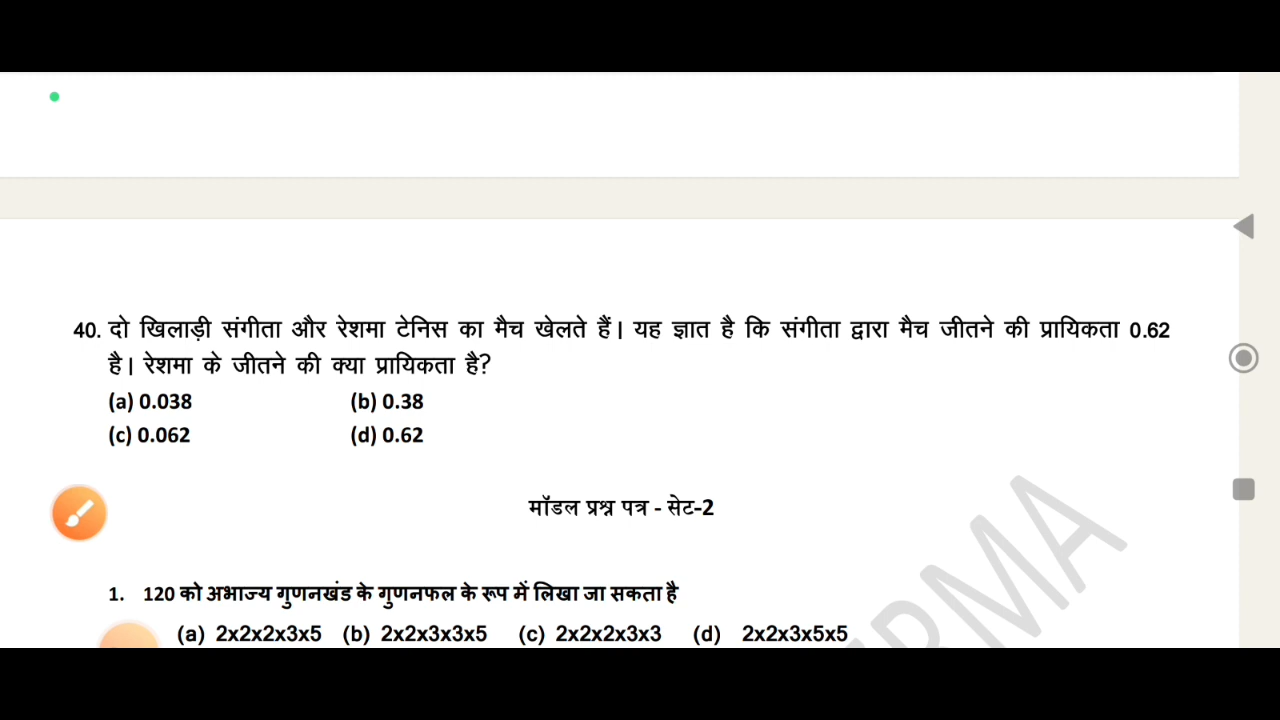 40. दो खिलाड़ी संगीता और रेशमा टेनिस का मैच खेलते हैं। यह ज्ञात है कि संगीता द्वारा मैच जीतने की प्रायिकता 0.62
है। रेशमा के जीतने की क्या प्रायिकता है?
(a) 0.038 (b) 0.38
(c) 0.062 (d) 0.62
मॉडल प्रश्न पत्र - सेट-2
1. 120 को अभाज्य गुणनखंड के गुणनफल के रूप में लिखा जा सकता है
(a) 2x2x2x3x5 (b) 2x2x3x3x5 (c) 2x2x2x3x3 (d) 2x2x3x5x5